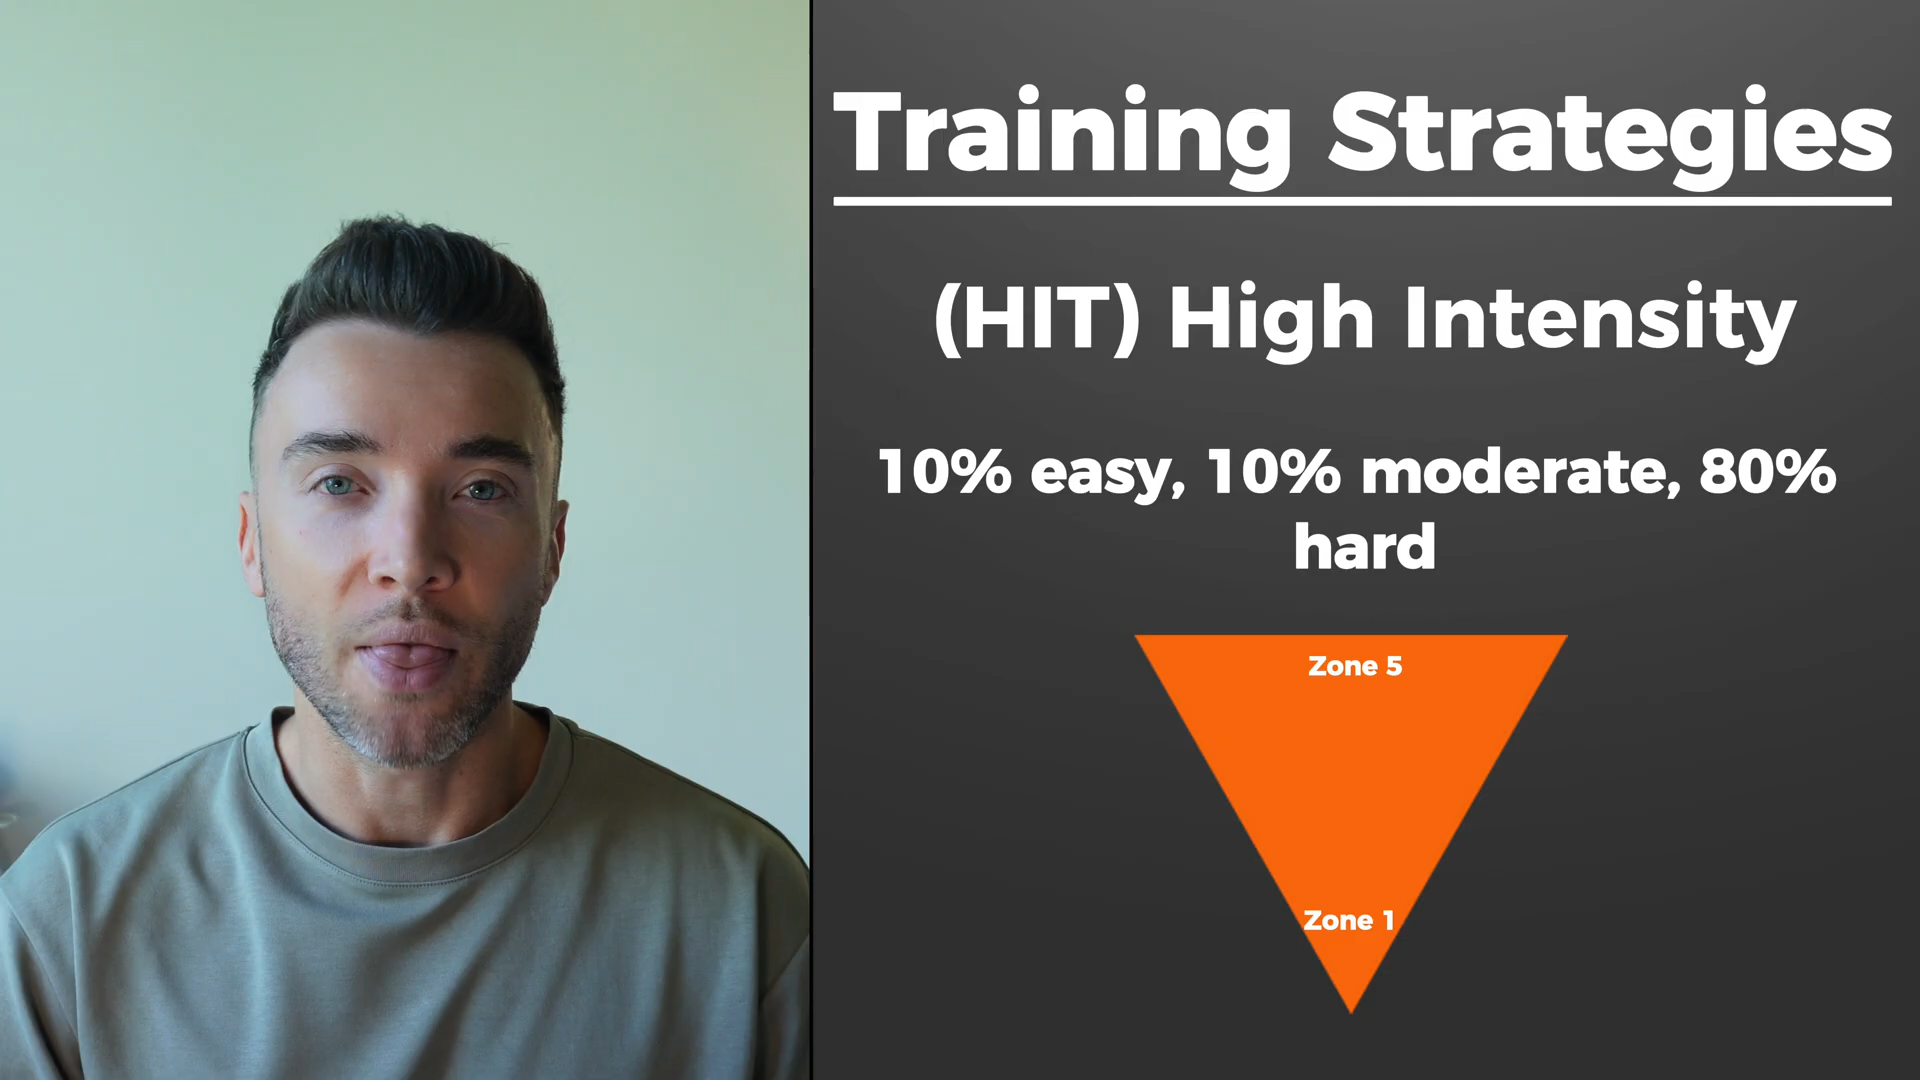 Training Strategies
(HIT) High Intensity
10% easy, 10% moderate, 80%
hard
Zone 5
Zone 1